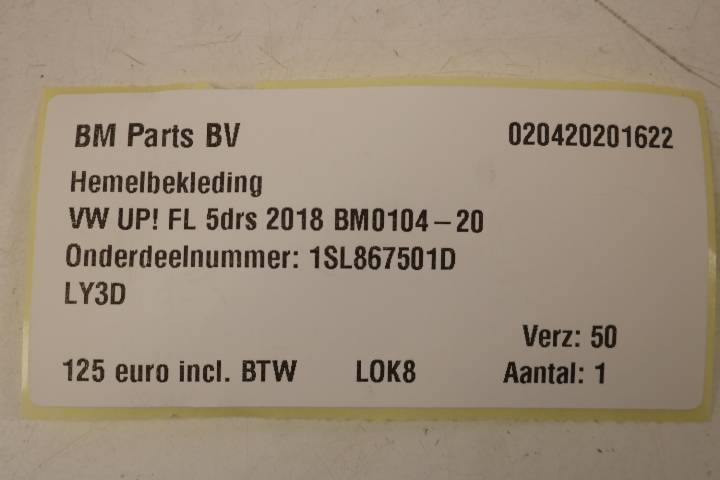 BM Parts BV 020420201622
Hemelbekleding
VW UP! FL 5drs 2018 BM0104-20
Onderdeelnummer: 1SL867501D
LY3D
Verz: 50
125 euro incl. BTW LOK8 Aantal: 1